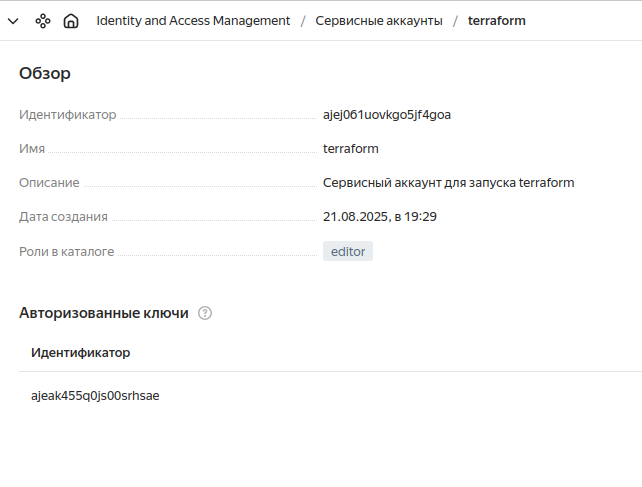 Identity and Access Management / Сервисные аккаунты / terraform
Обзор
Идентификатор ajej061uovkgo5jf4goa
Имя terraform
Описание Сервисный аккаунт для запуска terraform
Дата создания 21.08.2025, в 19:29
Роли в каталоге editor
Авторизованные ключи ?
Идентификатор
ajeak455q0js00srhsae